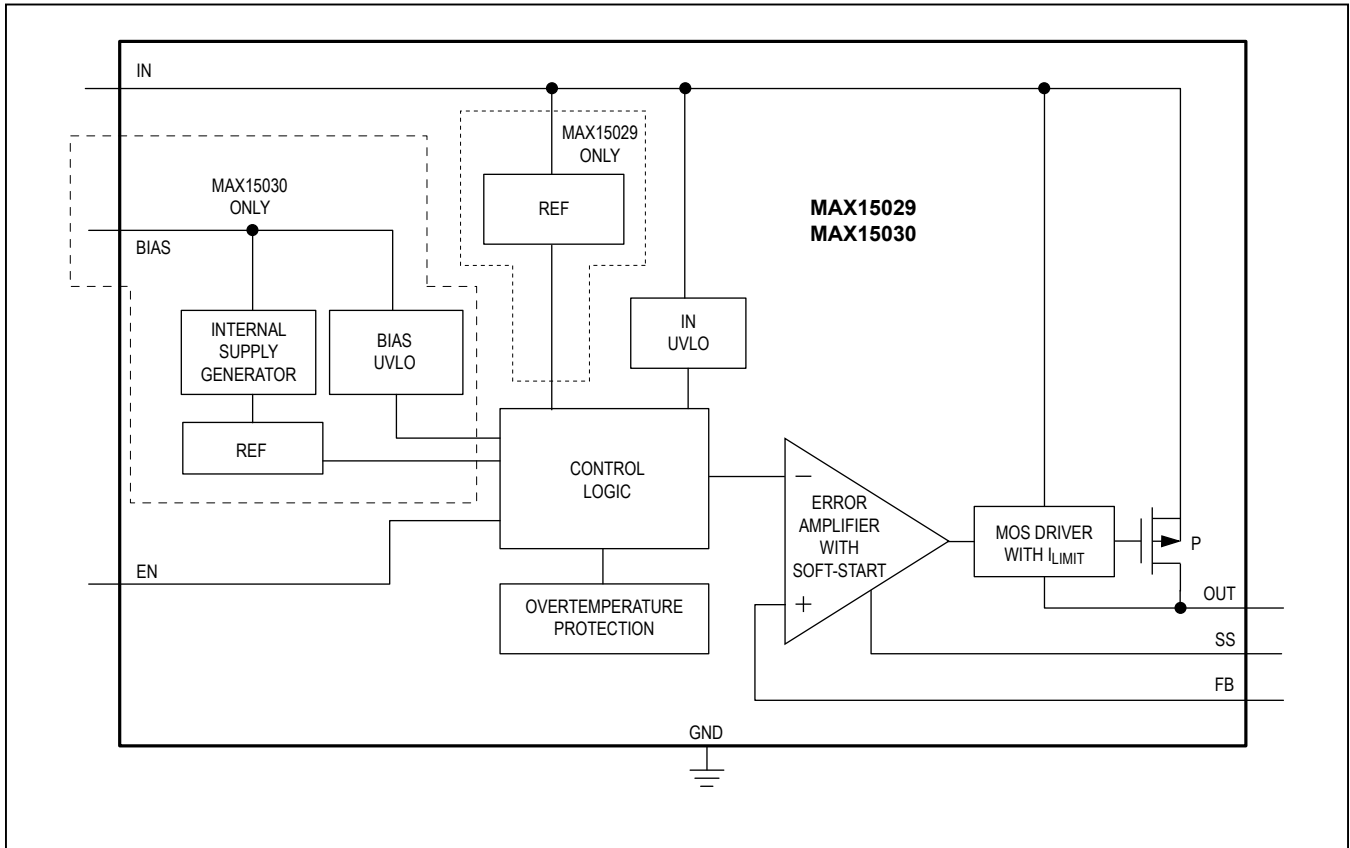 IN
MAX15029
ONLY
MAX15030
ONLY
REF
MAX15029
MAX15030
BIAS
INTERNAL
SUPPLY
GENERATOR
BIAS
UVLO
IN
UVLO
REF
CONTROL
LOGIC
−
ERROR
AMPLIFIER
WITH
SOFT-START
+
MOS DRIVER
WITH ILIMIT
P
EN
OVERTEMPERATURE
PROTECTION
OUT
SS
FB
GND